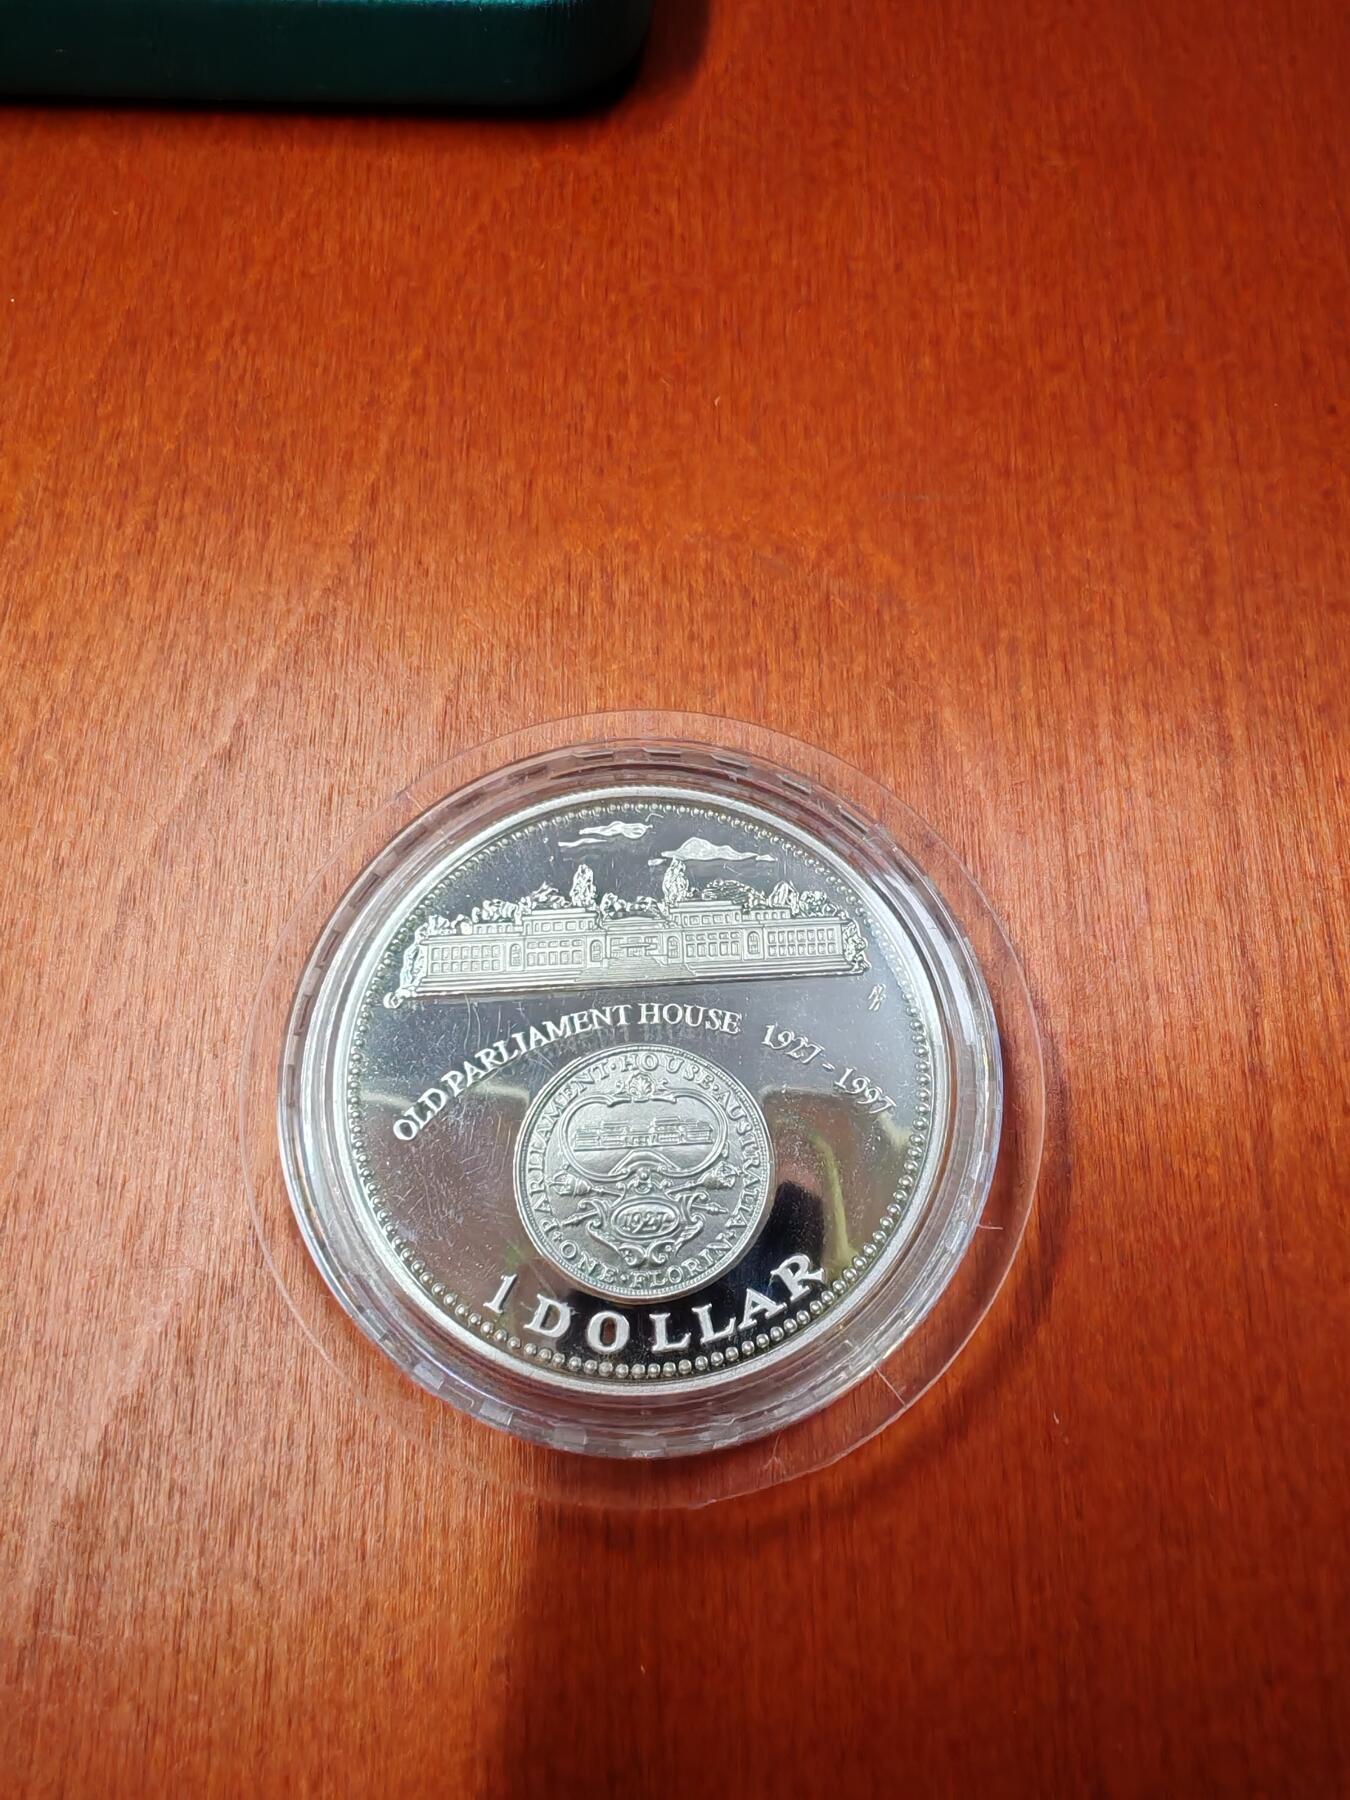 OLD PARLIAMENT HOUSE 1927-1997
PARLIAMENT·HOUSE·AUSTRALIA
1927
ONE·FLORIN
1 DOLLAR